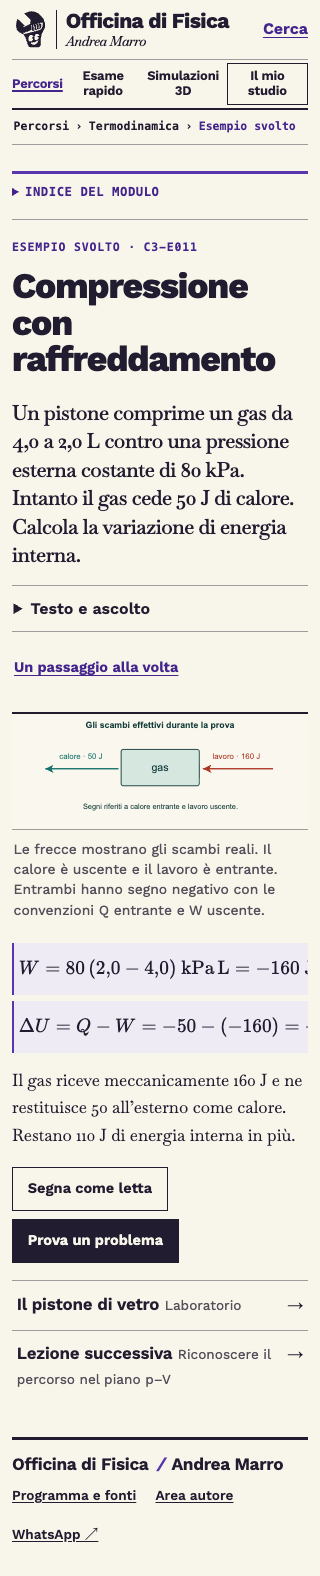 Officina di Fisica
Andrea Marro
Cerca
Percorsi
Esame rapido
Simulazioni 3D
Il mio studio
Percorsi › Termodinamica › Esempio svolto
▶ INDICE DEL MODULO
ESEMPIO SVOLTO · C3–E011
Compressione
con
raffreddamento
Un pistone comprime un gas da
4,0 a 2,0 L contro una pressione
esterna costante di 80 kPa.
Intanto il gas cede 50 J di calore.
Calcola la variazione di energia
interna.
▶ Testo e ascolto
Un passaggio alla volta
Gli scambi effettivi durante la prova
calore · 50 J
gas
lavoro · 160 J
Segni riferiti a calore entrante e lavoro uscente.
Le frecce mostrano gli scambi reali. Il
calore è uscente e il lavoro è entrante.
Entrambi hanno segno negativo con le
convenzioni Q entrante e W uscente.
W = 80 (2,0 − 4,0) kPa L = −160
ΔU = Q − W = −50 − (−160) =
Il gas riceve meccanicamente 160 J e ne
restituisce 50 all’esterno come calore.
Restano 110 J di energia interna in più.
Segna come letta
Prova un problema
Il pistone di vetro Laboratorio →
Lezione successiva Riconoscere il →
percorso nel piano p–V
Officina di Fisica / Andrea Marro
Programma e fonti Area autore
WhatsApp ↗